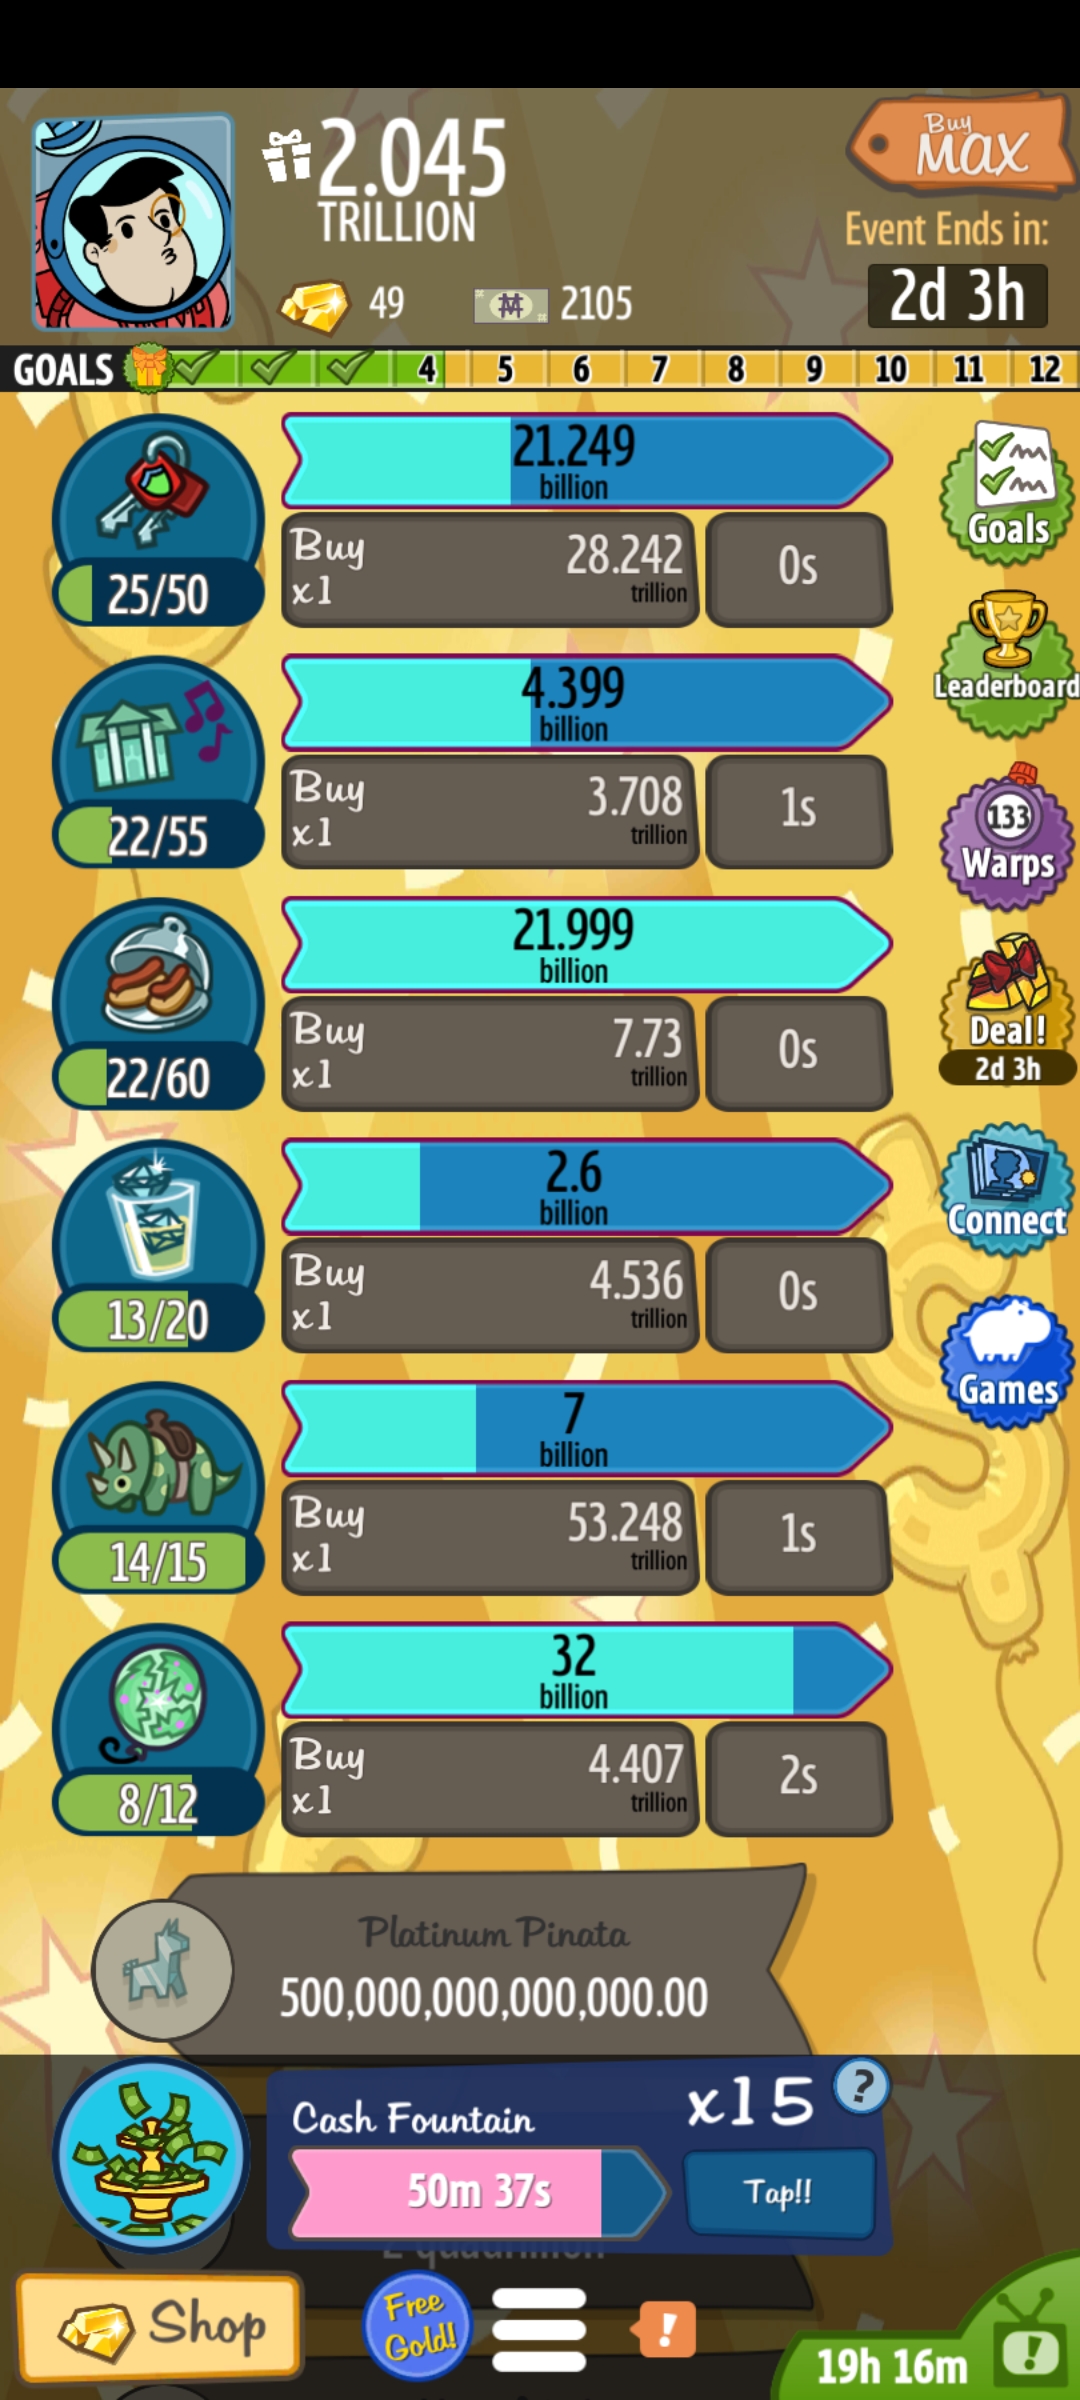 2.045
TRILLION
Buy
MAX
Event Ends in:
2d 3h
49
2105
GOALS 4 5 6 7 8 9 10 11 12
21.249
billion
25/50
Buy
x1
28.242
trillion
0s
Goals
4.399
billion
22/55
Buy
x1
3.708
trillion
1s
Leaderboard
133
Warps
21.999
billion
22/60
Buy
x1
7.73
trillion
0s
Deal!
2d 3h
2.6
billion
13/20
Buy
x1
4.536
trillion
0s
Connect
7
billion
14/15
Buy
x1
53.248
trillion
1s
Games
32
billion
8/12
Buy
x1
4.407
trillion
2s
Platinum Pinata
500,000,000,000,000.00
Cash Fountain
x15
?
50m 37s
Tap!!
2 quadrillion
Shop
Free
Gold!
!
19h 16m
!